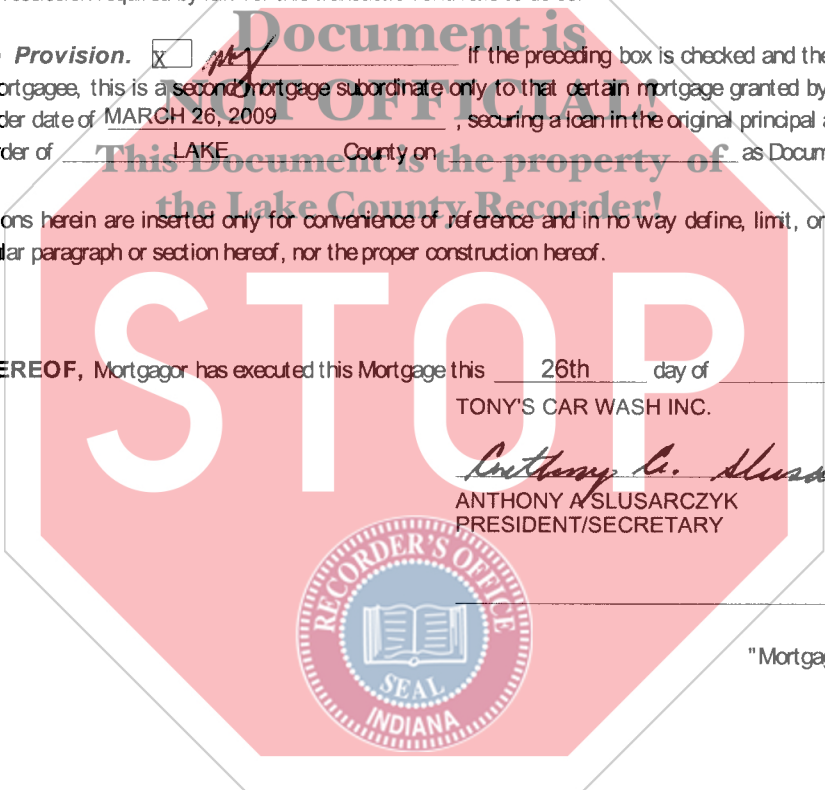 Document is
Provision. x If the preceding box is checked and the
NOT OFFICIAL!
ortgagee, this is a second mortgage subordinate only to that certain mortgage granted by
der date of MARCH 26, 2009 , securing a loan in the original principal a
This Document is the property of
der of LAKE County on as Docum
the Lake County Recorder!
ons herein are inserted only for convenience of reference and in no way define, limit, or
lar paragraph or section hereof, nor the proper construction hereof.
STOP
EREOF, Mortgagor has executed this Mortgage this 26th day of
TONY'S CAR WASH INC.
Anthony A. Slusa
ANTHONY A SLUSARCZYK
PRESIDENT/SECRETARY
RECORDER'S OFFICE
SEAL
INDIANA
"Mortga